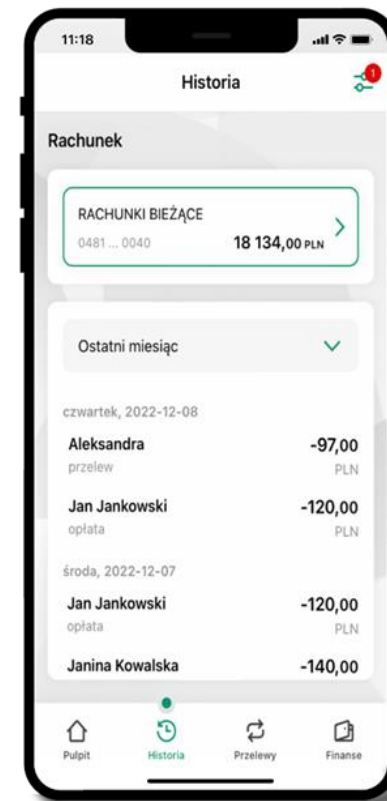 11:18
Historia
1
Rachunek
RACHUNKI BIEŻĄCE
0481 ... 0040
18 134,00 PLN
Ostatni miesiąc
czwartek, 2022-12-08
Aleksandra -97,00
przelew PLN
Jan Jankowski -120,00
opłata PLN
środa, 2022-12-07
Jan Jankowski -120,00
opłata PLN
Janina Kowalska -140,00
Pulpit Historia Przelewy Finanse